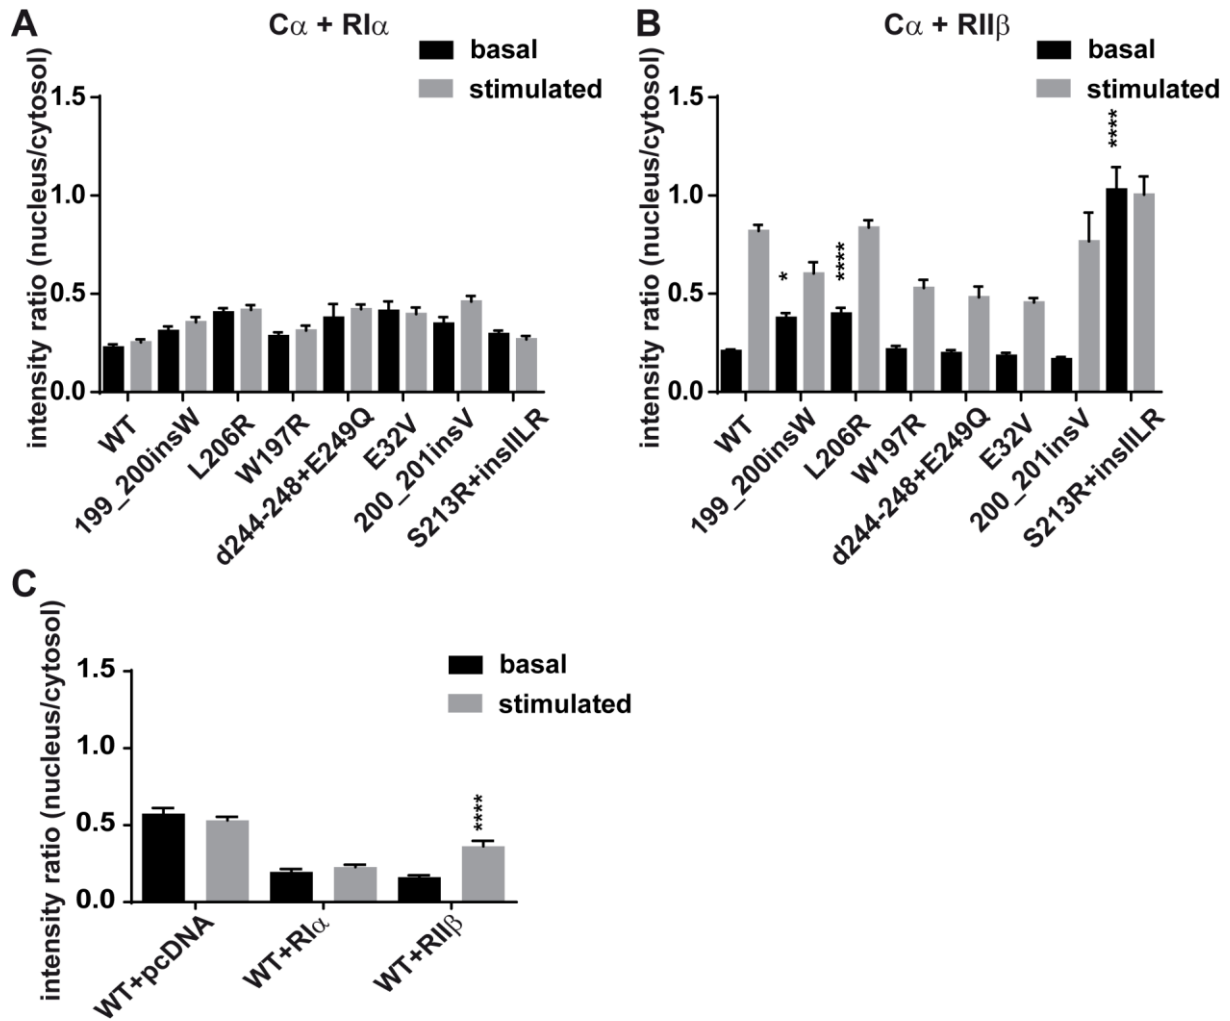 A
Cα + RIα
basal
stimulated
intensity ratio (nucleus/cytosol)
1.5
1.0
0.5
0.0
WT
199_200insW
L206R
W197R
d244-248+E249Q
E32V
200_201insV
S213R+insIILR
B
Cα + RIIβ
basal
stimulated
intensity ratio (nucleus/cytosol)
1.5
1.0
0.5
0.0
*
****
****
WT
199_200insW
L206R
W197R
d244-248+E249Q
E32V
200_201insV
S213R+insIILR
C
basal
stimulated
intensity ratio (nucleus/cytosol)
1.5
1.0
0.5
0.0
****
WT+pcDNA
WT+RIα
WT+RIIβ